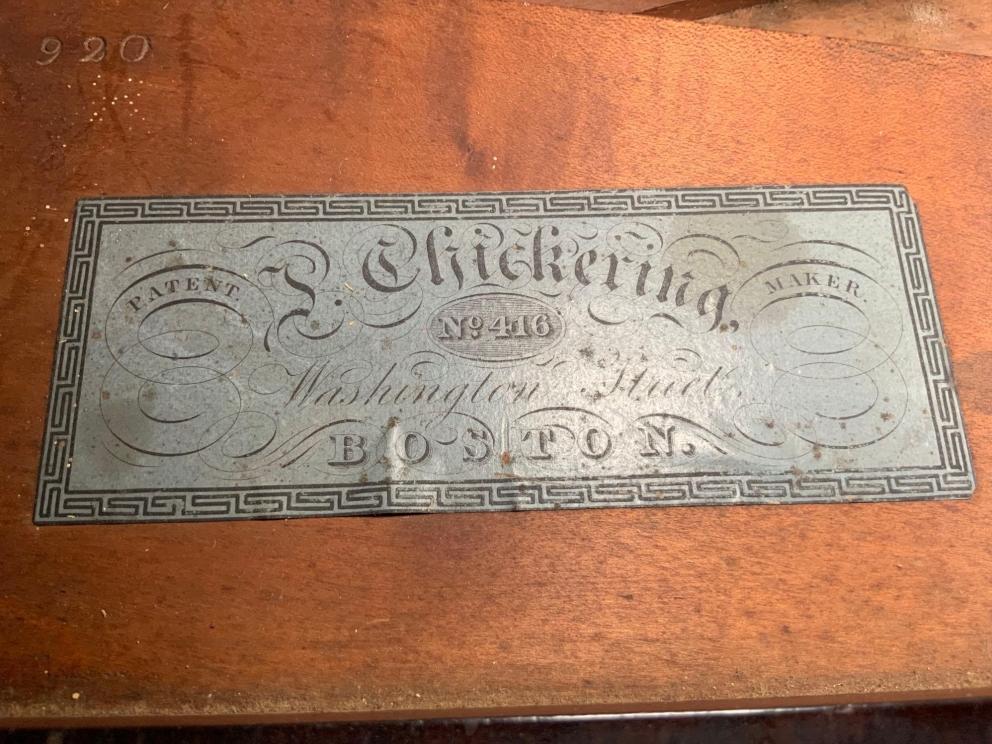 920
J. Chickering,
PATENT. MAKER.
No. 416
Washington Street.
BOSTON.